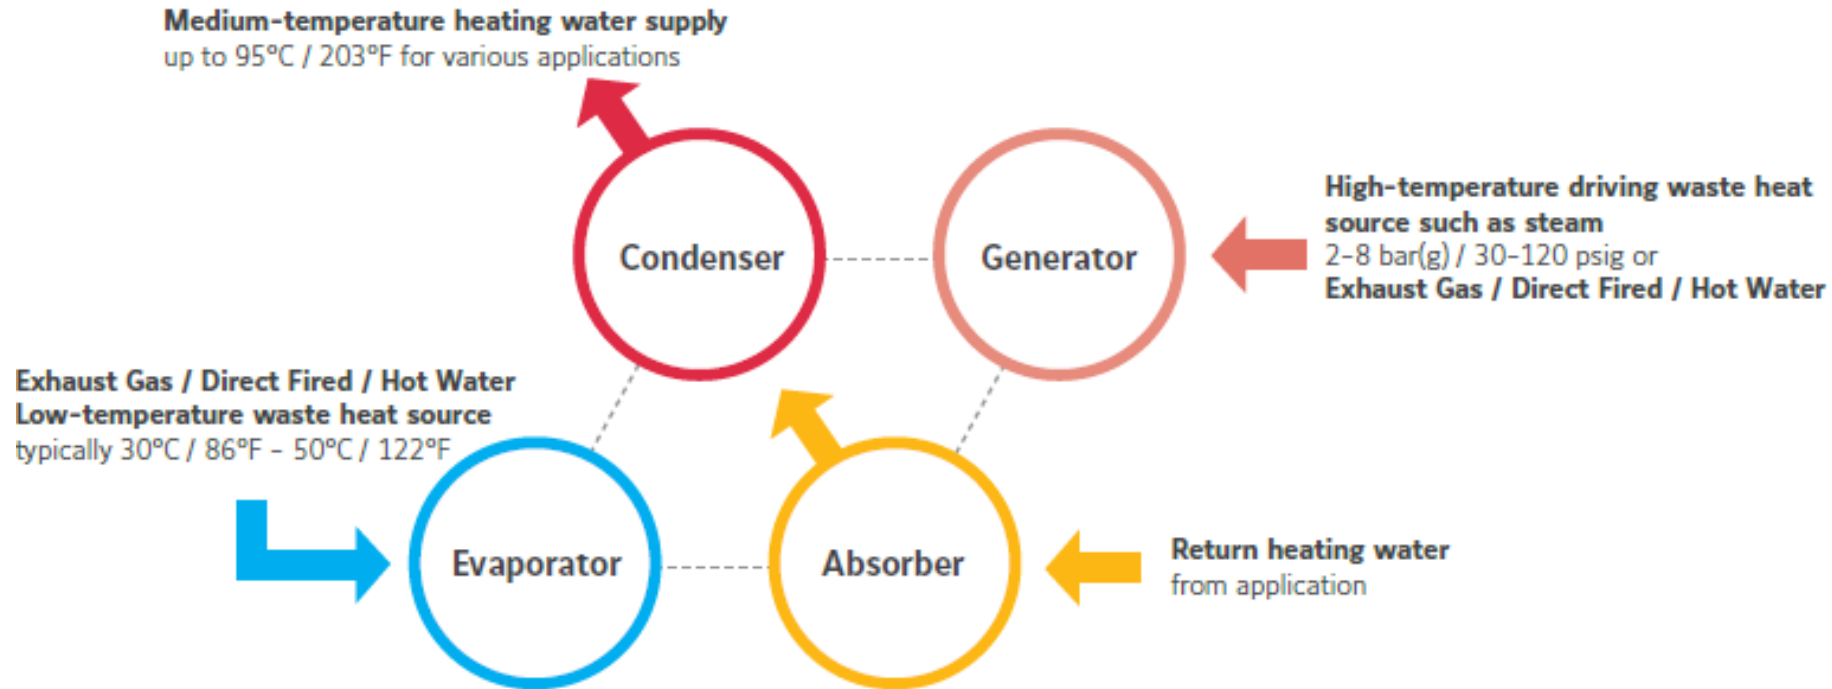 Medium-temperature heating water supply
up to 95°C / 203°F for various applications
Condenser
Generator
High-temperature driving waste heat
source such as steam
2-8 bar(g) / 30-120 psig or
Exhaust Gas / Direct Fired / Hot Water
Exhaust Gas / Direct Fired / Hot Water
Low-temperature waste heat source
typically 30°C / 86°F - 50°C / 122°F
Evaporator
Absorber
Return heating water
from application